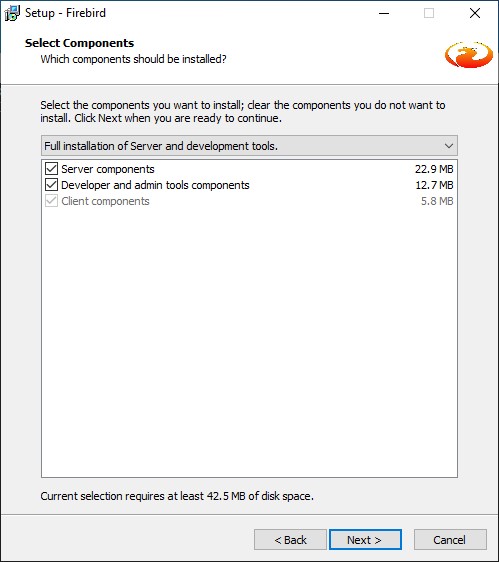 Setup - Firebird
Select Components
Which components should be installed?
Select the components you want to install; clear the components you do not want to
install. Click Next when you are ready to continue.
Full installation of Server and development tools.
Server components 22.9 MB
Developer and admin tools components 12.7 MB
Client components 5.8 MB
Current selection requires at least 42.5 MB of disk space.
< Back Next > Cancel